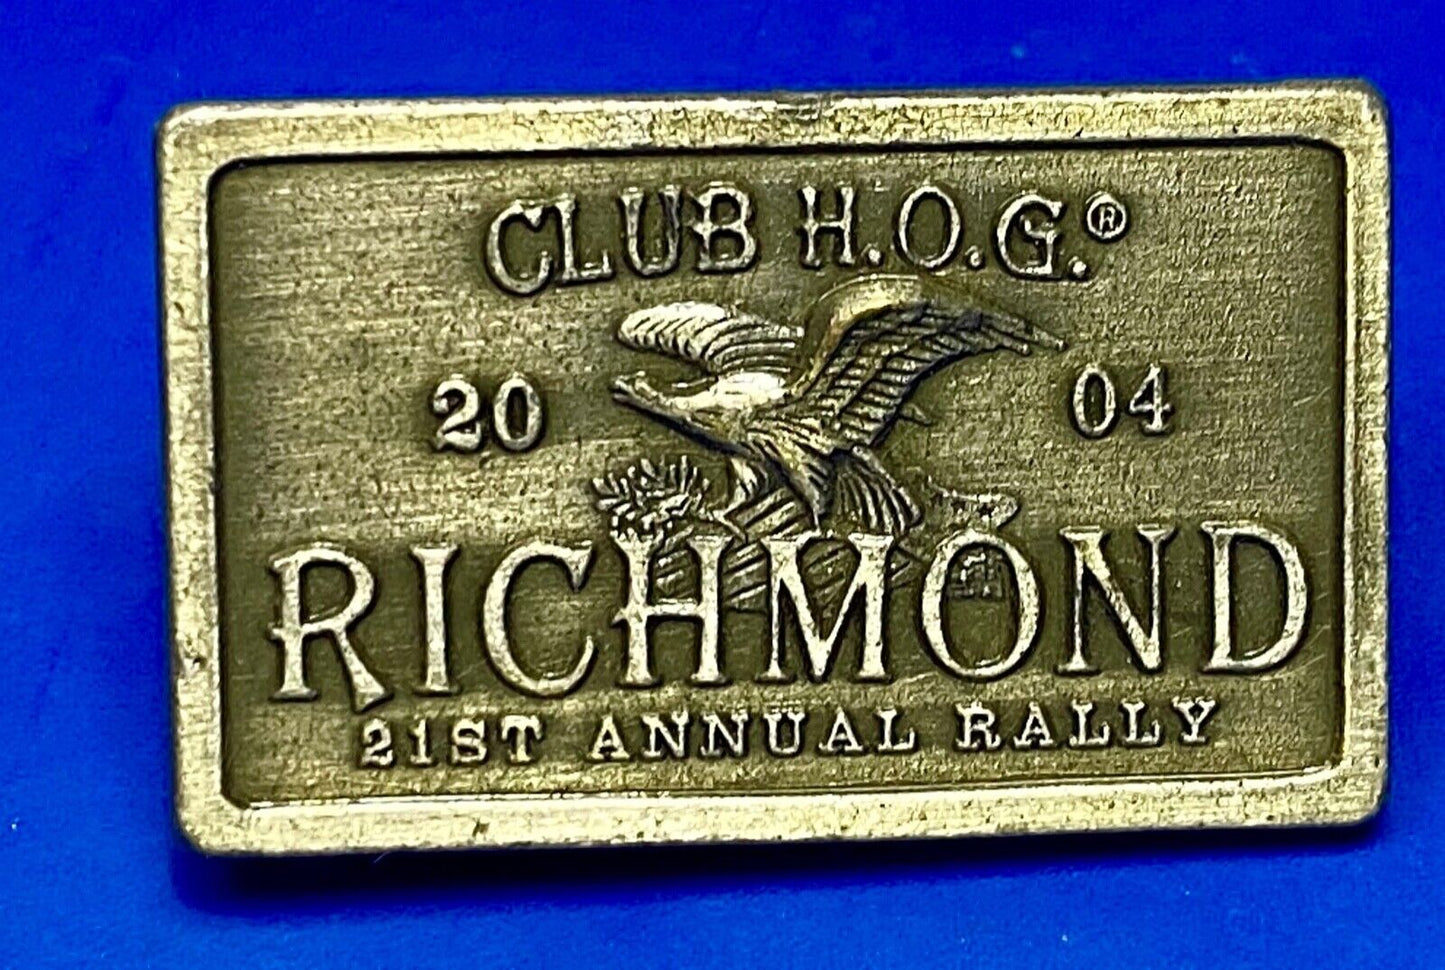 CLUB H.O.G.®
20 04
RICHMOND
21ST ANNUAL RALLY